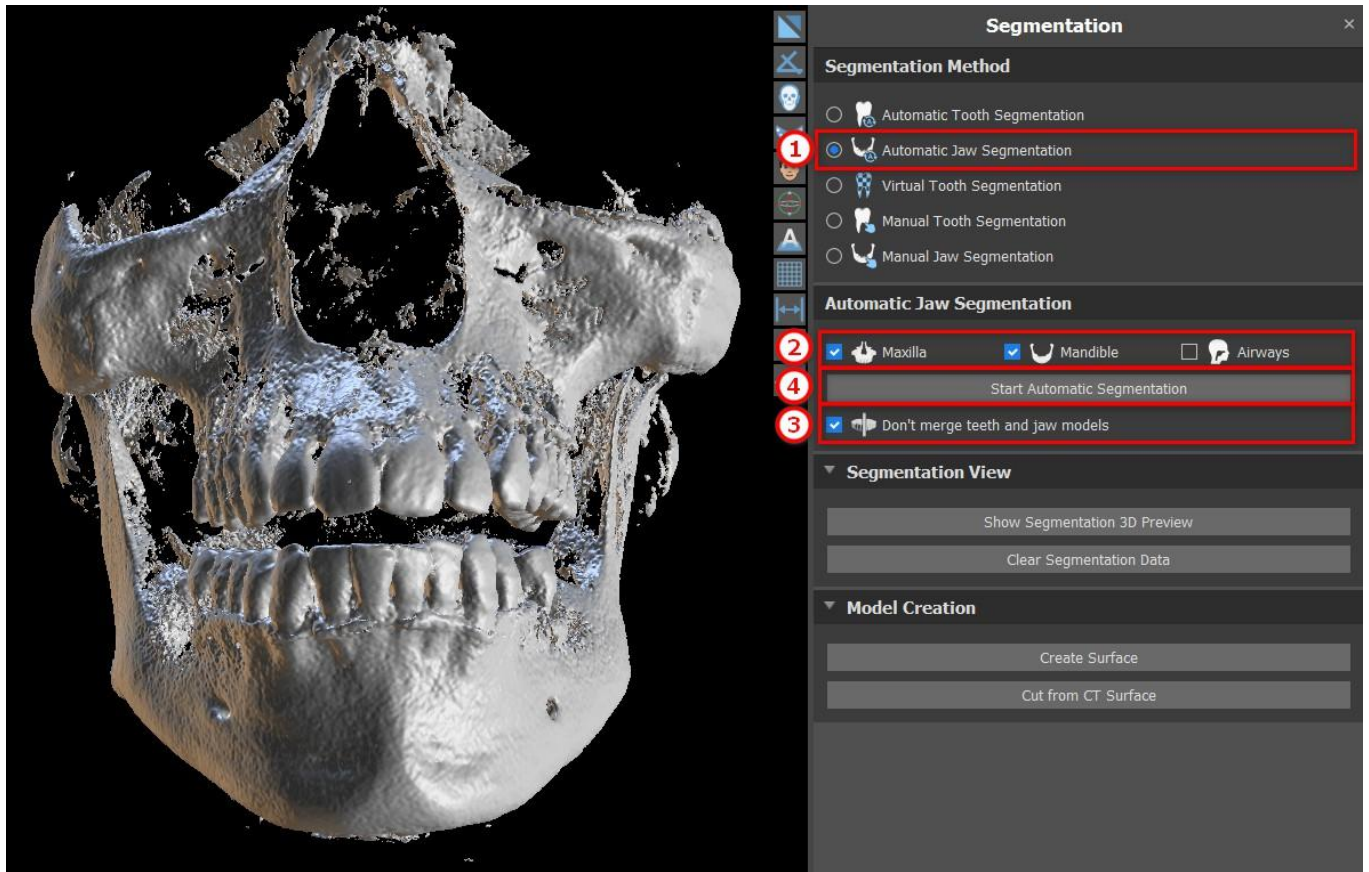 Segmentation ×
Segmentation Method
Automatic Tooth Segmentation
1 Automatic Jaw Segmentation
Virtual Tooth Segmentation
Manual Tooth Segmentation
Manual Jaw Segmentation
Automatic Jaw Segmentation
2 Maxilla Mandible Airways
4 Start Automatic Segmentation
3 Don't merge teeth and jaw models
Segmentation View
Show Segmentation 3D Preview
Clear Segmentation Data
Model Creation
Create Surface
Cut from CT Surface